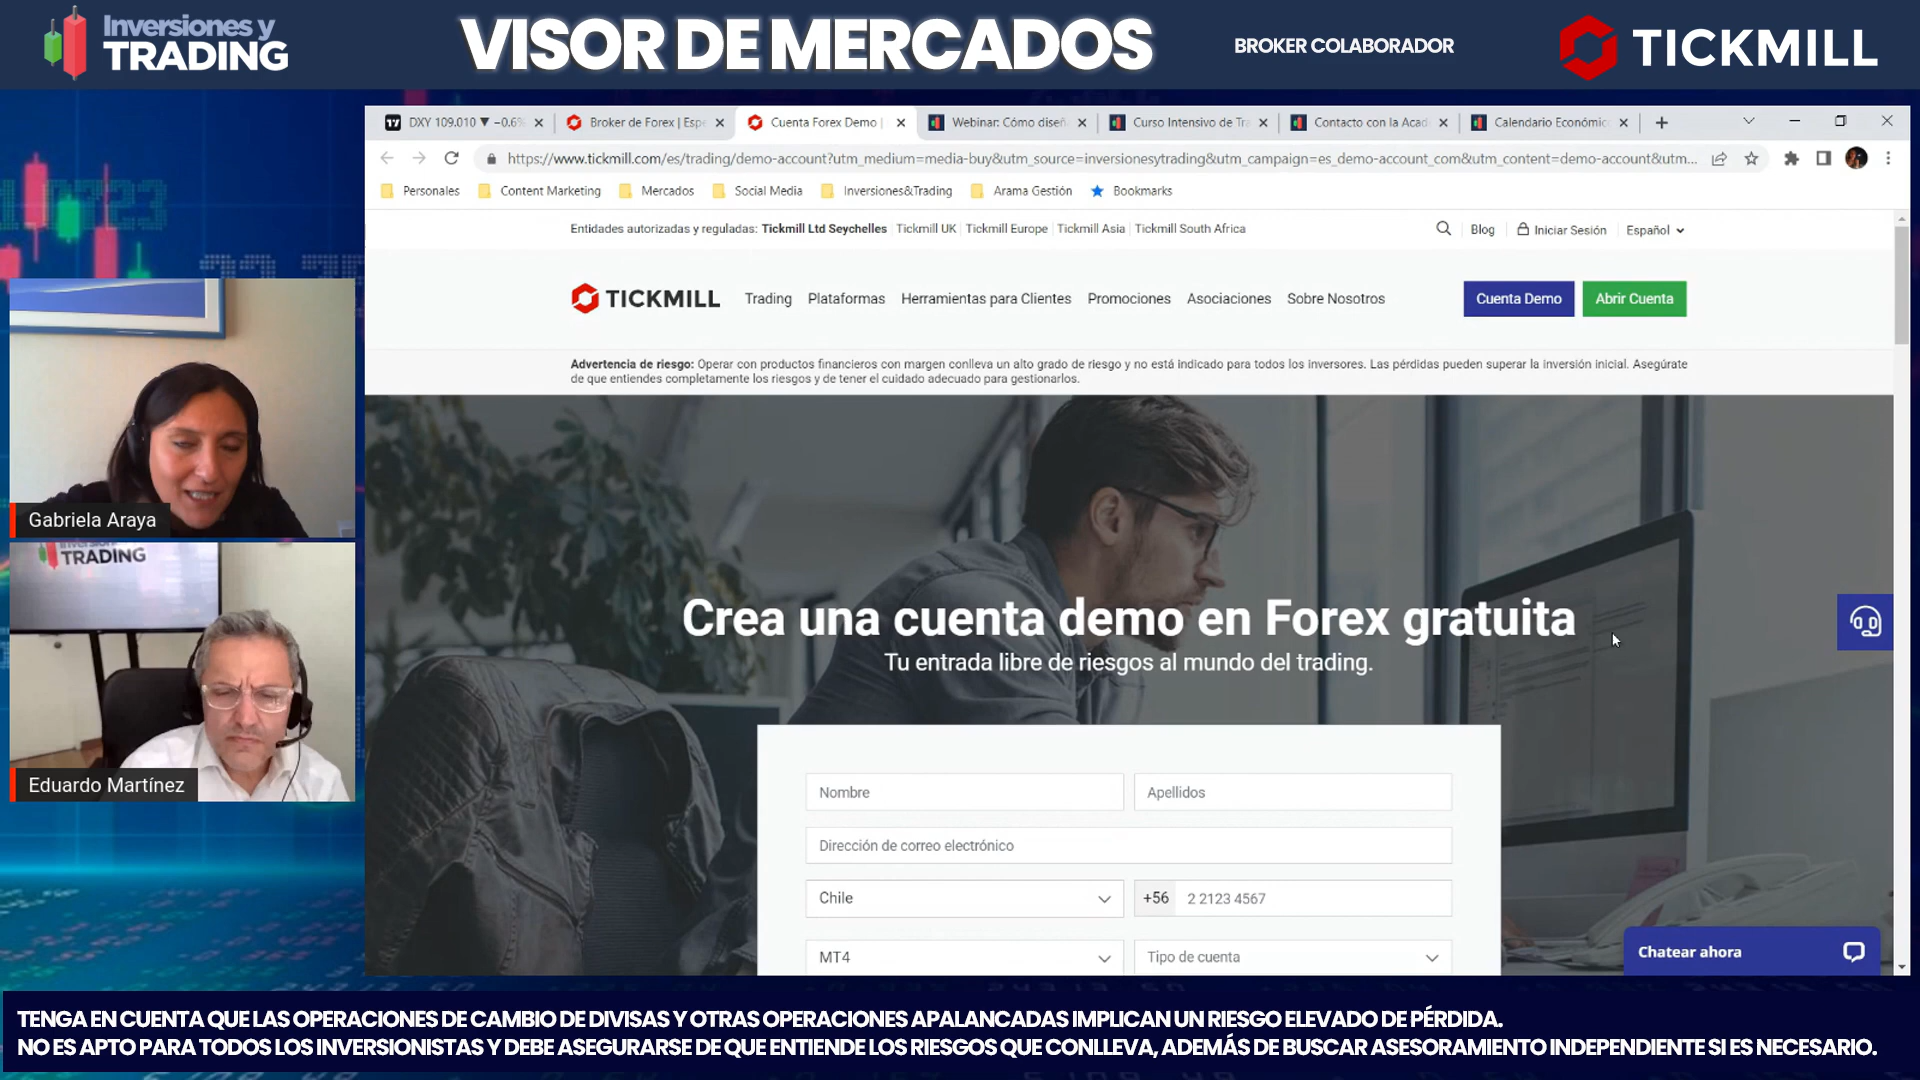 Inversiones y
TRADING
VISOR DE MERCADOS
BROKER COLABORADOR
TICKMILL
DXY 109.010 ▼ −0.6%
Broker de Forex | Espe
Cuenta Forex Demo |
Webinar: Cómo diseñ
Curso Intensivo de Tra
Contacto con la Acad
Calendario Económic
https://www.tickmill.com/es/trading/demo-account?utm_medium=media-buy&utm_source=inversionesytrading&utm_campaign=es_demo-account_com&utm_content=demo-account&utm...
Personales
Content Marketing
Mercados
Social Media
Inversiones&Trading
Arama Gestión
Bookmarks
Entidades autorizadas y reguladas: Tickmill Ltd Seychelles | Tickmill UK | Tickmill Europe | Tickmill Asia | Tickmill South Africa
Blog
Iniciar Sesión
Español
TICKMILL
Trading
Plataformas
Herramientas para Clientes
Promociones
Asociaciones
Sobre Nosotros
Cuenta Demo
Abrir Cuenta
Advertencia de riesgo: Operar con productos financieros con margen conlleva un alto grado de riesgo y no está indicado para todos los inversores. Las pérdidas pueden superar la inversión inicial. Asegúrate
de que entiendes completamente los riesgos y de tener el cuidado adecuado para gestionarlos.
Crea una cuenta demo en Forex gratuita
Tu entrada libre de riesgos al mundo del trading.
Nombre
Apellidos
Dirección de correo electrónico
Chile
+56
2 2123 4567
MT4
Tipo de cuenta
Chatear ahora
Gabriela Araya
TRADING
Eduardo Martínez
TENGA EN CUENTA QUE LAS OPERACIONES DE CAMBIO DE DIVISAS Y OTRAS OPERACIONES APALANCADAS IMPLICAN UN RIESGO ELEVADO DE PÉRDIDA.
NO ES APTO PARA TODOS LOS INVERSIONISTAS Y DEBE ASEGURARSE DE QUE ENTIENDE LOS RIESGOS QUE CONLLEVA, ADEMÁS DE BUSCAR ASESORAMIENTO INDEPENDIENTE SI ES NECESARIO.